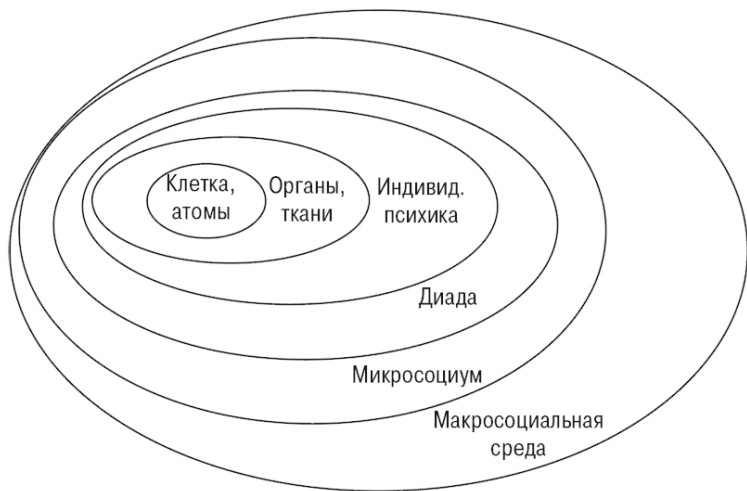 Клетка,
атомы
Органы,
ткани
Индивид.
психика
Диада
Микросоциум
Макросоциальная
среда